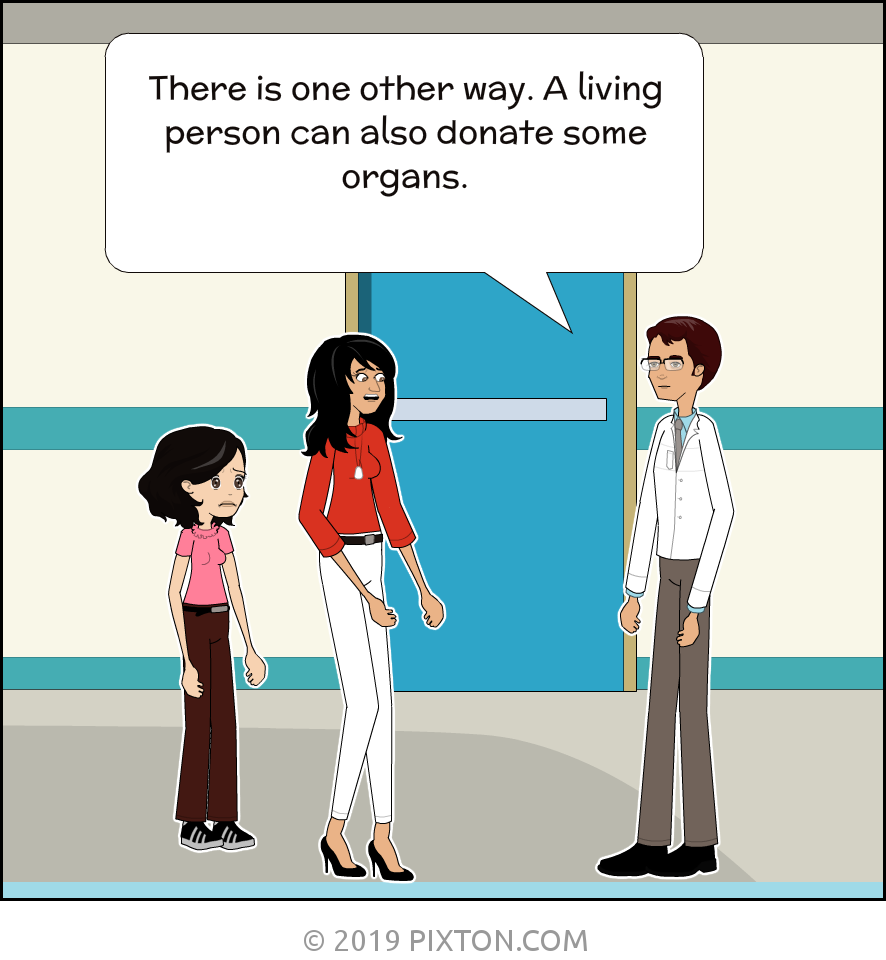 There is one other way. A living
person can also donate some
organs.
© 2019 PIXTON.COM